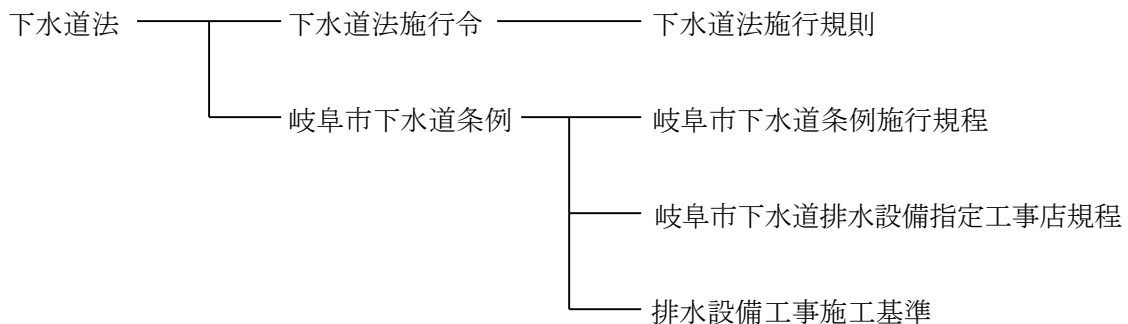 下水道法 下水道法施行令 下水道法施行規則
岐阜市下水道条例 岐阜市下水道条例施行規程
岐阜市下水道排水設備指定工事店規程
排水設備工事施工基準